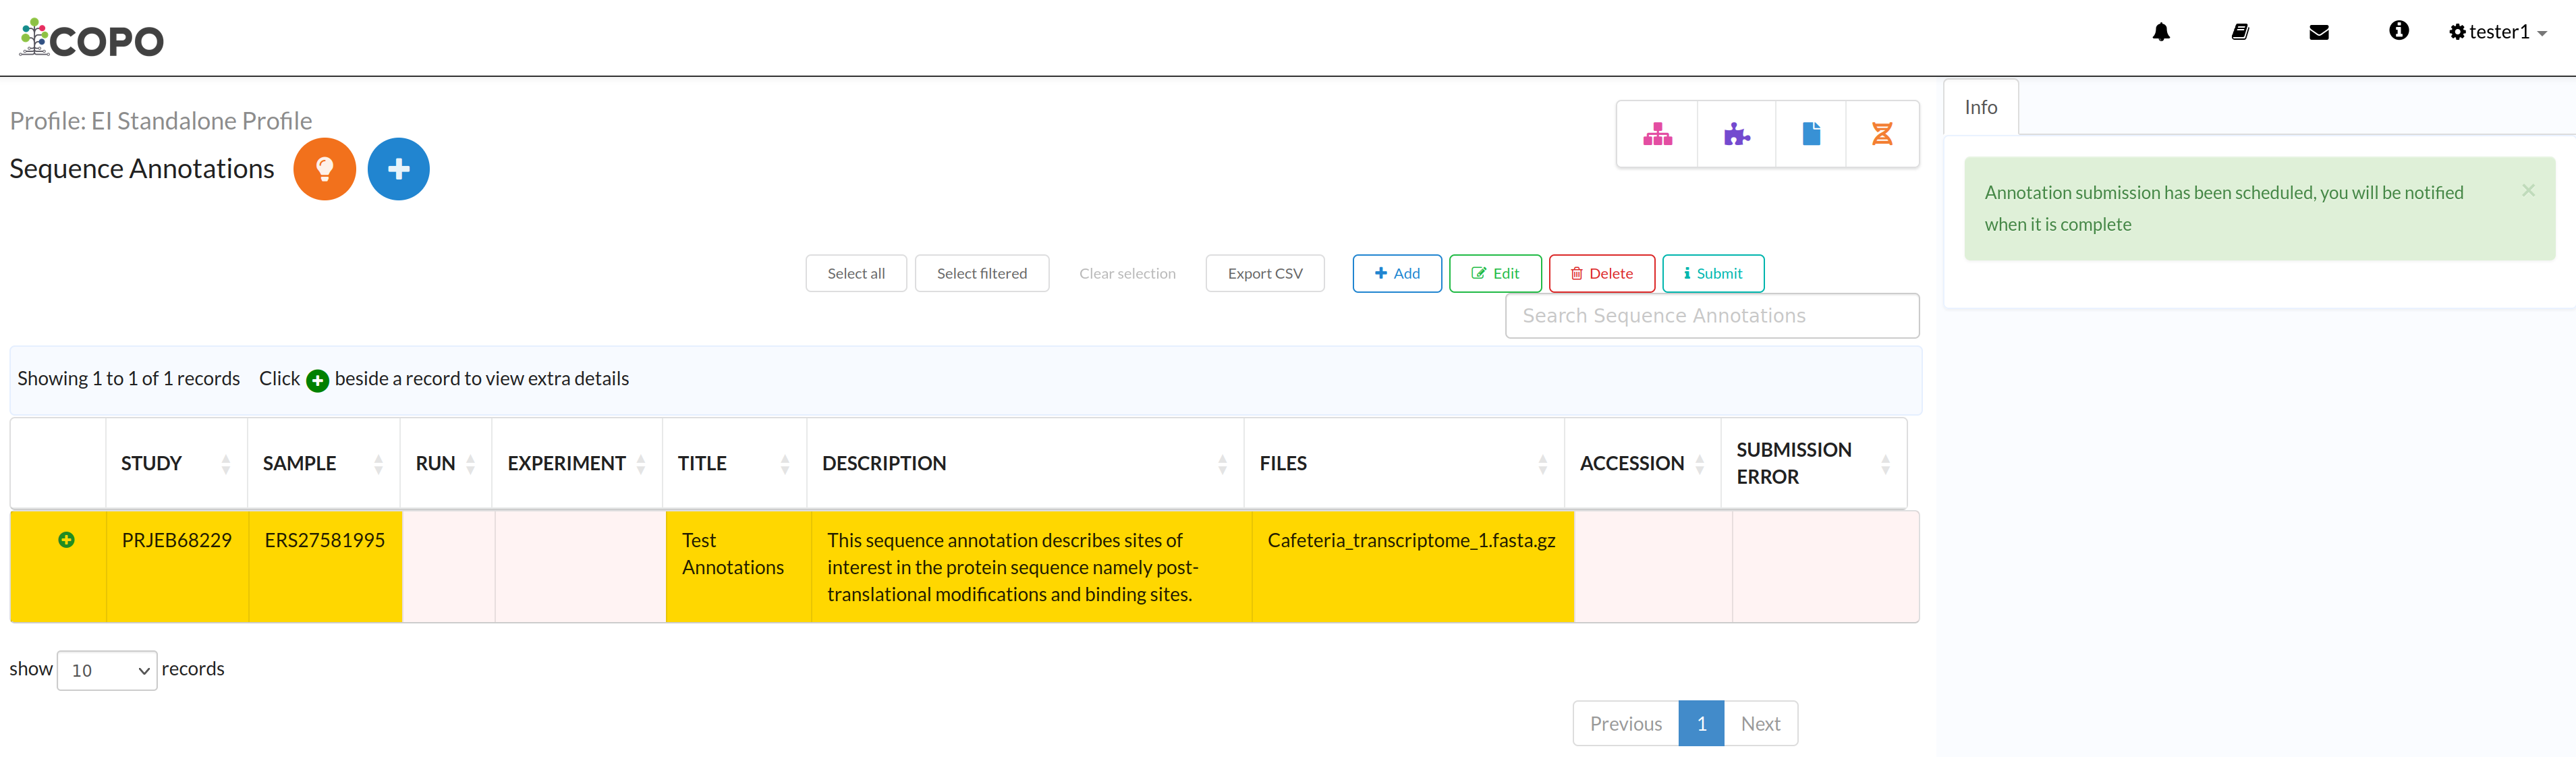 COPO
tester1
Profile: EI Standalone Profile
Sequence Annotations
Info
Annotation submission has been scheduled, you will be notified
when it is complete
Select all Select filtered Clear selection Export CSV Add Edit Delete Submit
Search Sequence Annotations
Showing 1 to 1 of 1 records Click beside a record to view extra details
STUDY SAMPLE RUN EXPERIMENT TITLE DESCRIPTION FILES ACCESSION SUBMISSION
ERROR
PRJEB68229 ERS27581995 Test This sequence annotation describes sites of Cafeteria_transcriptome_1.fasta.gz
Annotations interest in the protein sequence namely post-
translational modifications and binding sites.
show 10 records
Previous 1 Next